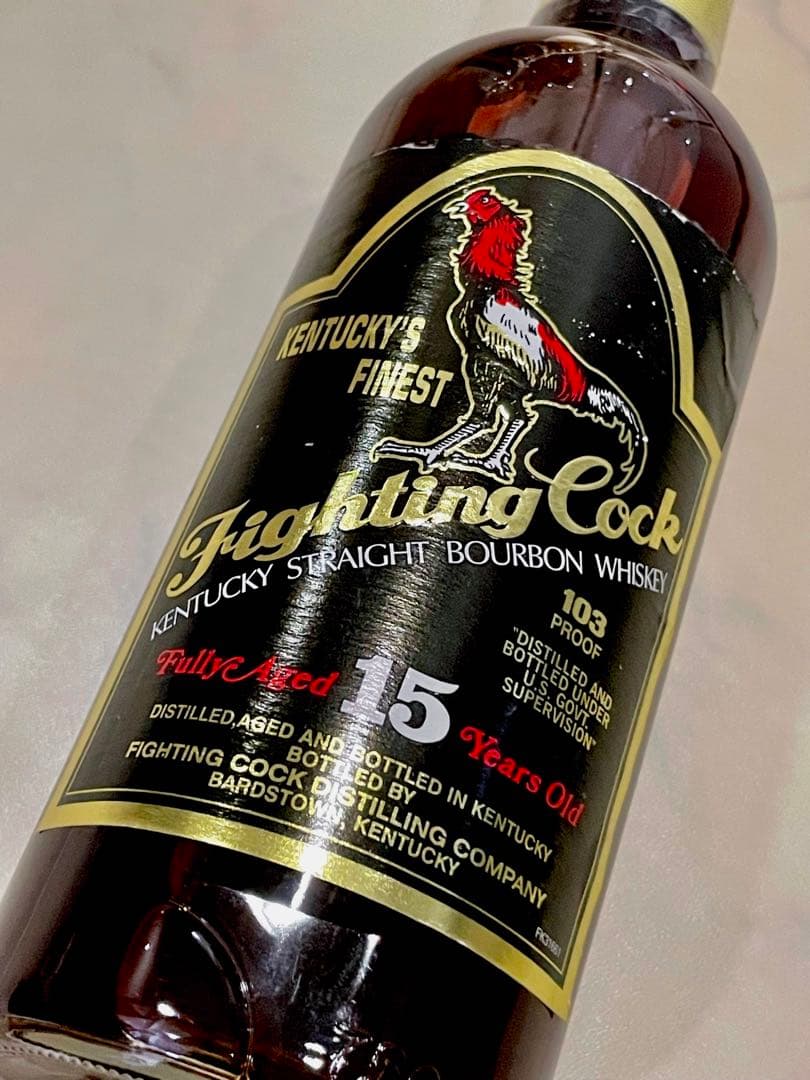 KENTUCKY'S
FINEST
Fighting Cock
KENTUCKY STRAIGHT BOURBON WHISKEY
103
PROOF
"DISTILLED AND
BOTTLED UNDER
U.S. GOVT.
SUPERVISION"
Fully Aged 15 Years Old
DISTILLED, AGED AND BOTTLED IN KENTUCKY
BOTTLED BY
FIGHTING COCK DISTILLING COMPANY
BARDSTOWN, KENTUCKY